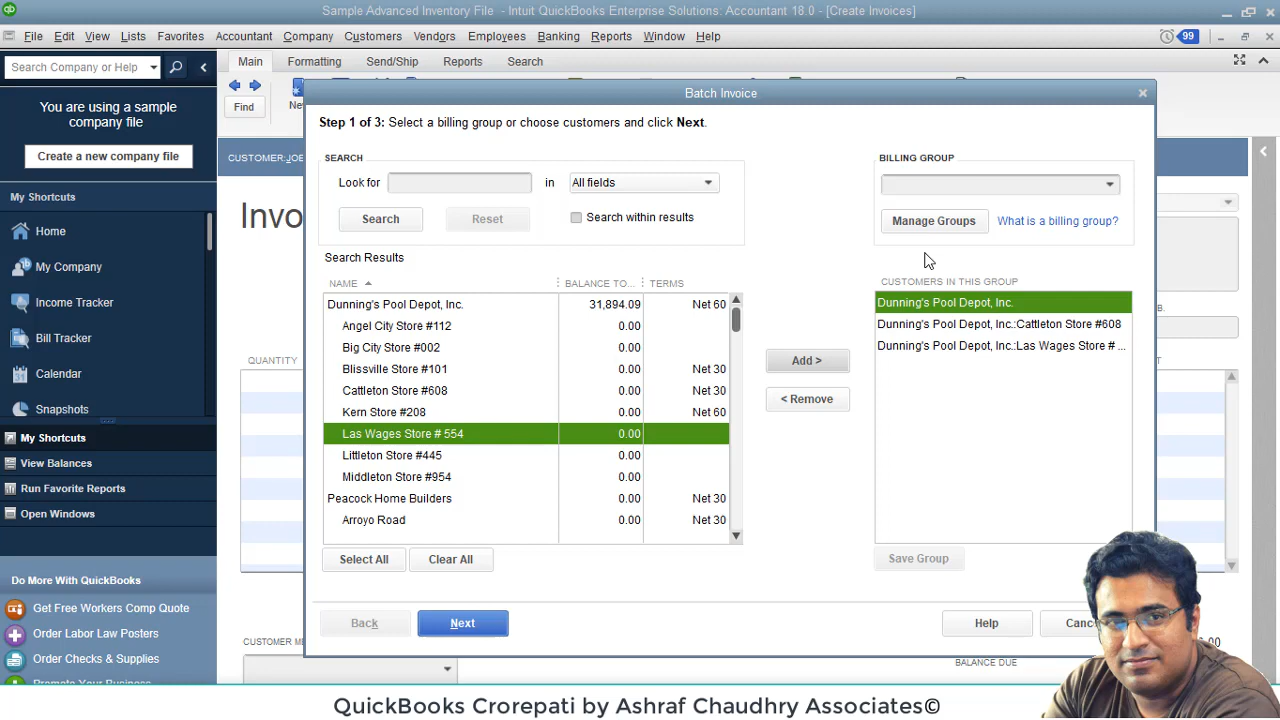 Sample Advanced Inventory File - Intuit QuickBooks Enterprise Solutions: Accountant 18.0 - [Create Invoices]
File Edit View Lists Favorites Accountant Company Customers Vendors Employees Banking Reports Window Help 99
Search Company or Help
Main Formatting Send/Ship Reports Search
Find
You are using a sample
company file
Create a new company file
My Shortcuts
Home
My Company
Income Tracker
Bill Tracker
Calendar
Snapshots
My Shortcuts
View Balances
Run Favorite Reports
Open Windows
Do More With QuickBooks
Get Free Workers Comp Quote
Order Labor Law Posters
Order Checks & Supplies
CUSTOMER:JOB
QUANTITY
BALANCE DUE
Batch Invoice
Step 1 of 3: Select a billing group or choose customers and click Next.
SEARCH
Look for in All fields
Search Reset Search within results
Search Results
NAME BALANCE TO... TERMS
Dunning's Pool Depot, Inc. 31,894.09 Net 60
Angel City Store #112 0.00
Big City Store #002 0.00
Blissville Store #101 0.00 Net 30
Cattleton Store #608 0.00 Net 30
Kern Store #208 0.00 Net 60
Las Wages Store # 554 0.00
Littleton Store #445 0.00
Middleton Store #954 0.00
Peacock Home Builders 0.00 Net 30
Arroyo Road 0.00 Net 30
Select All Clear All
Add >
< Remove
BILLING GROUP
Manage Groups What is a billing group?
CUSTOMERS IN THIS GROUP
Dunning's Pool Depot, Inc.
Dunning's Pool Depot, Inc.:Cattleton Store #608
Dunning's Pool Depot, Inc.:Las Wages Store # ...
Save Group
Back Next Help
QuickBooks Crorepati by Ashraf Chaudhry Associates©